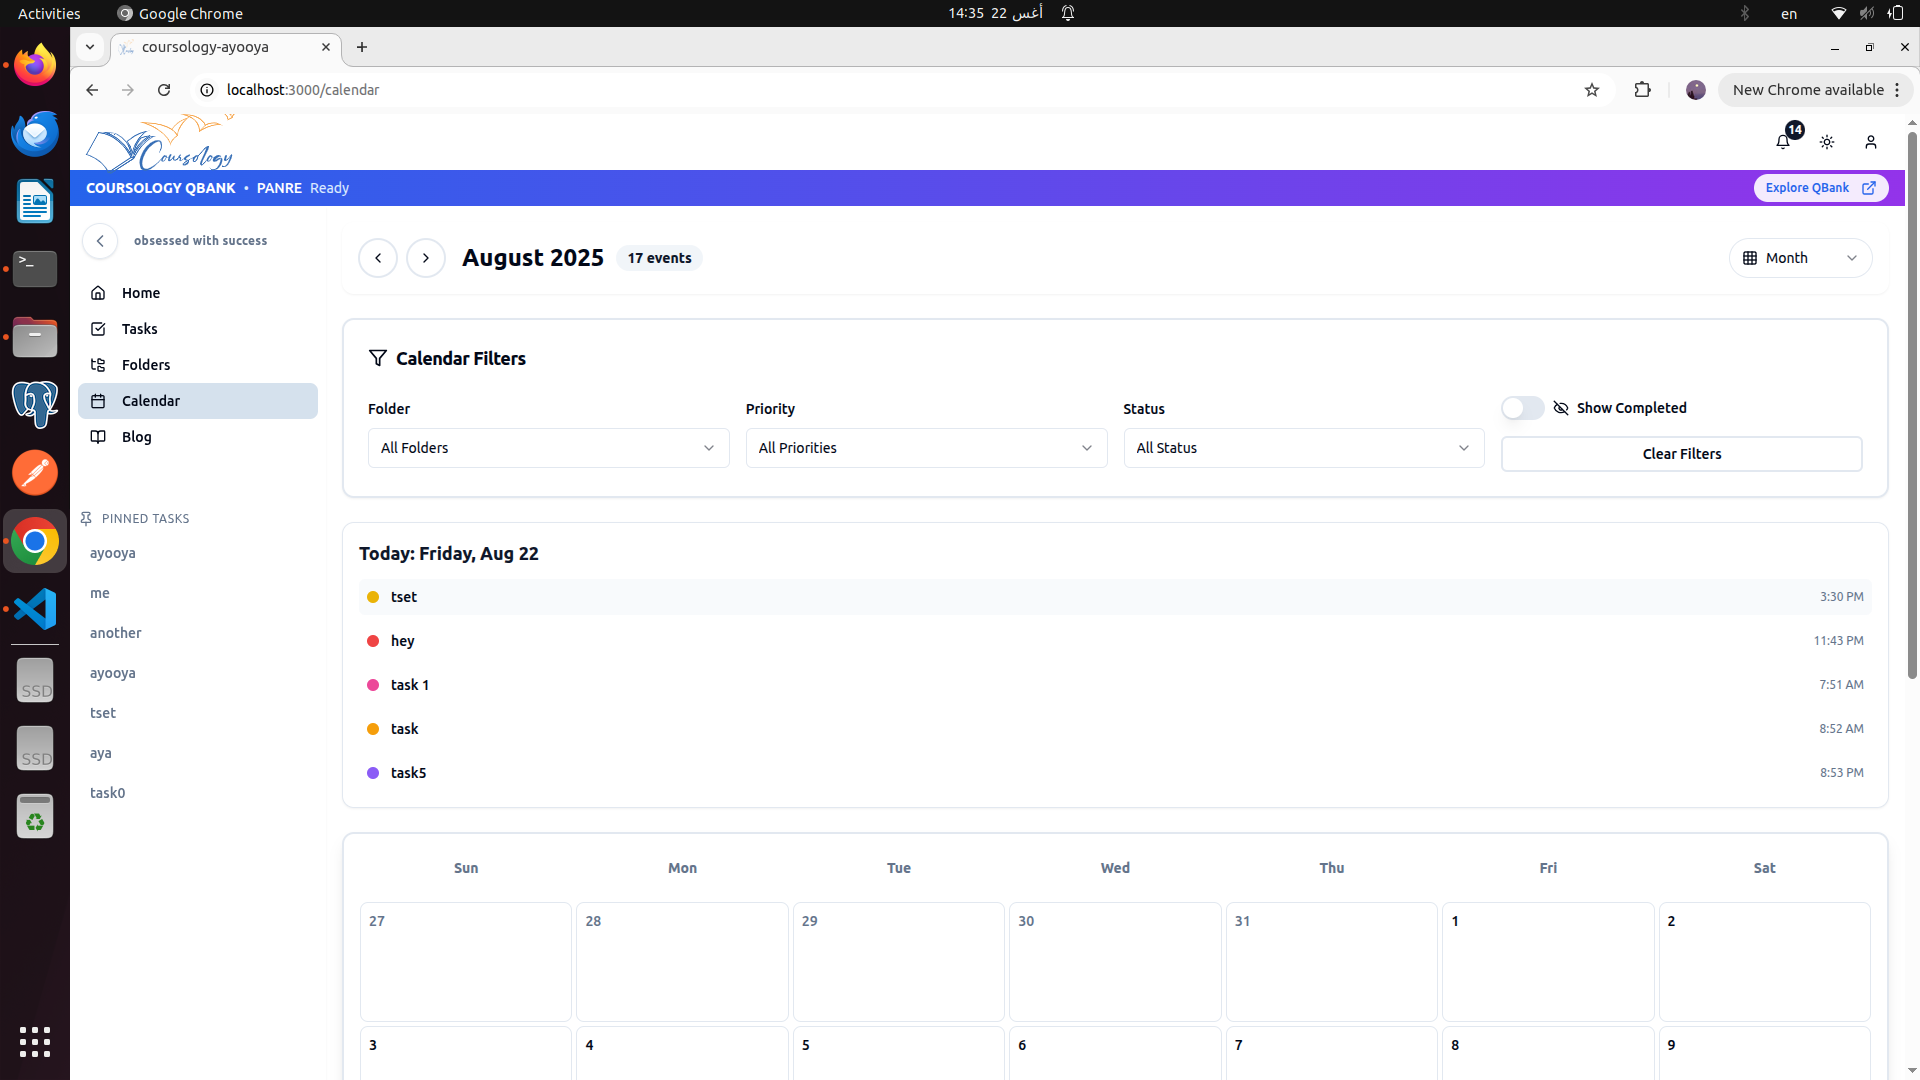 Activities
Google Chrome
14:35 22 أغس
en
coursology-ayooya
localhost:3000/calendar
New Chrome available
Coursology
14
COURSOLOGY QBANK • PANRE Ready
Explore QBank
obsessed with success
Home
Tasks
Folders
Calendar
Blog
PINNED TASKS
ayooya
me
another
ayooya
tset
aya
task0
August 2025
17 events
Month
Calendar Filters
Folder
All Folders
Priority
All Priorities
Status
All Status
Show Completed
Clear Filters
Today: Friday, Aug 22
tset 3:30 PM
hey 11:43 PM
task 1 7:51 AM
task 8:52 AM
task5 8:53 PM
Sun Mon Tue Wed Thu Fri Sat
27 28 29 30 31 1 2
3 4 5 6 7 8 9
SSD
SSD